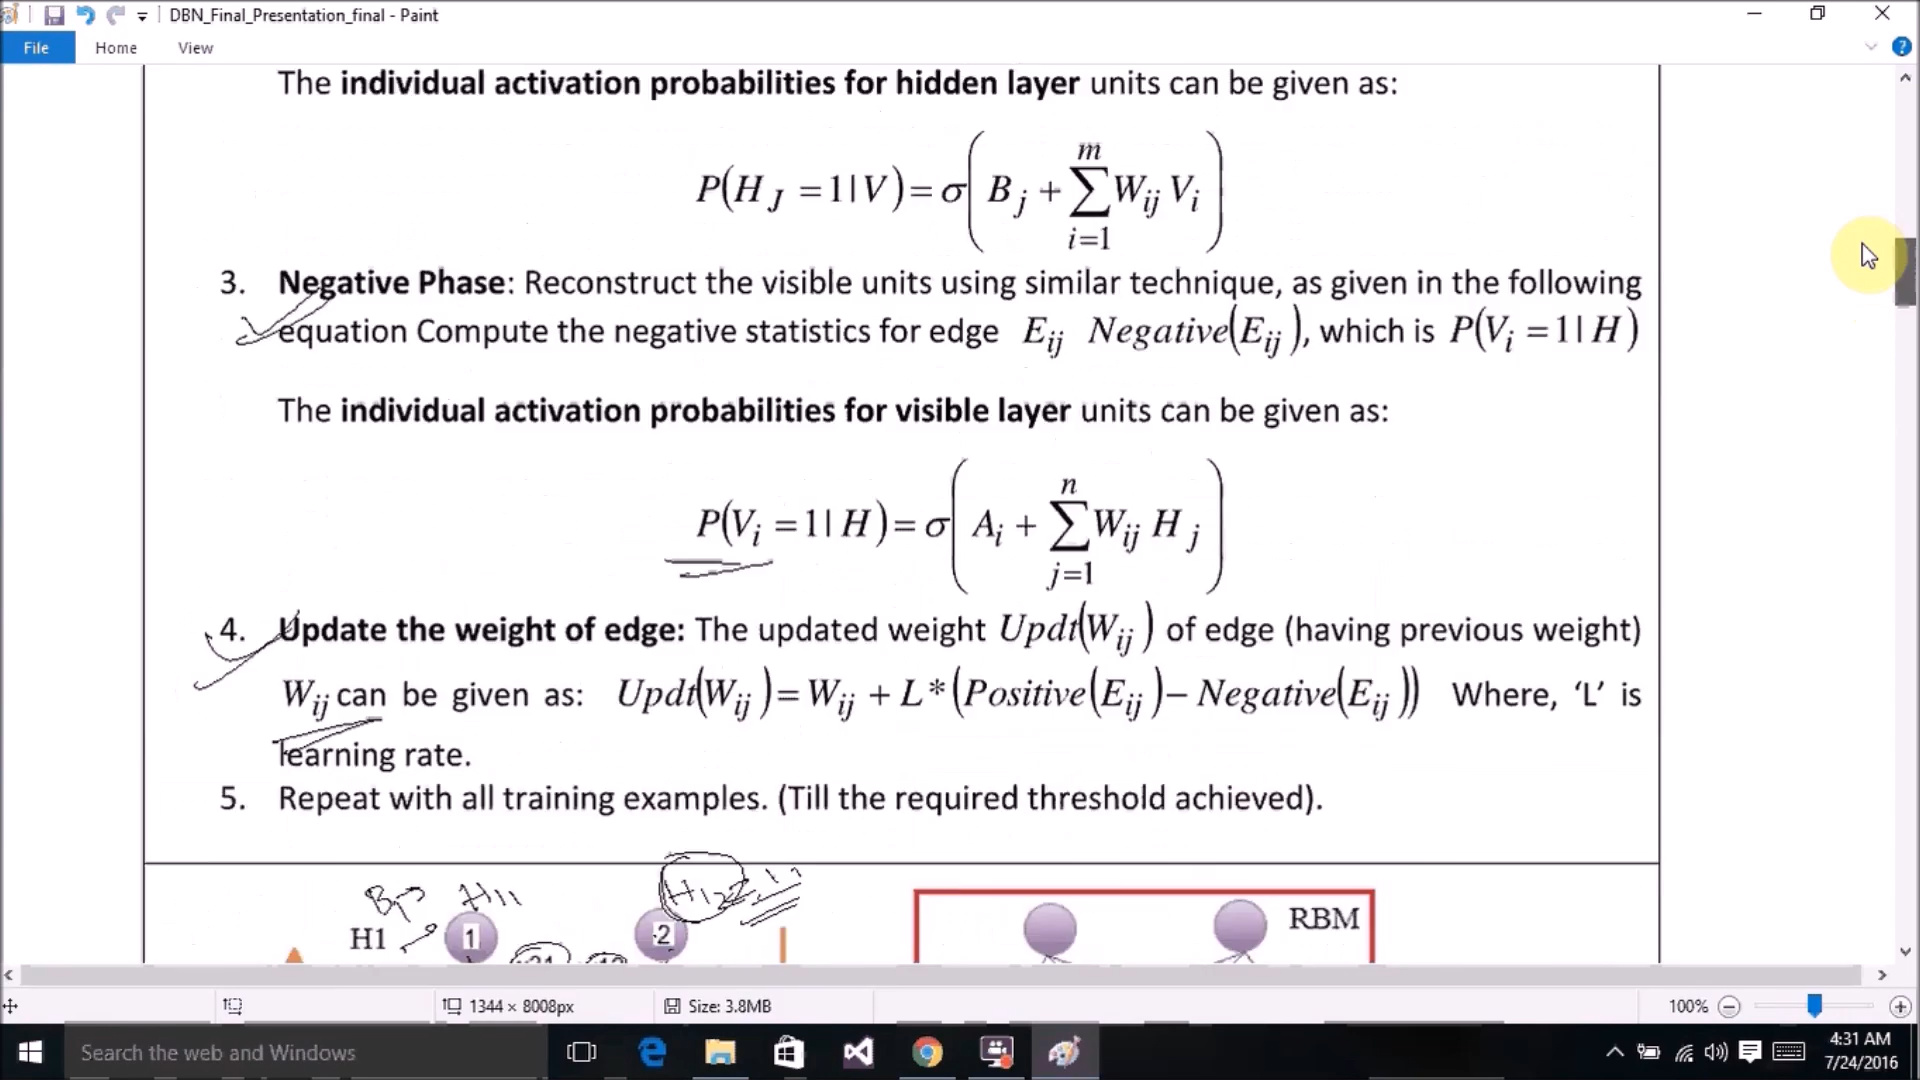 DBN_Final_Presentation_final - Paint
File Home View
The individual activation probabilities for hidden layer units can be given as:
P(H_J = 1 | V) = σ( B_j + ∑_{i=1}^{m} W_ij V_i )
3. Negative Phase: Reconstruct the visible units using similar technique, as given in the following
equation Compute the negative statistics for edge E_ij Negative(E_ij), which is P(V_i = 1 | H)
The individual activation probabilities for visible layer units can be given as:
P(V_i = 1 | H) = σ( A_i + ∑_{j=1}^{n} W_ij H_j )
4. Update the weight of edge: The updated weight Updt(W_ij) of edge (having previous weight)
W_ij can be given as: Updt(W_ij) = W_ij + L * (Positive(E_ij) − Negative(E_ij)) Where, ‘L’ is
learning rate.
5. Repeat with all training examples. (Till the required threshold achieved).
H11 H12
H1 1 2 RBM
1344 × 8008px Size: 3.8MB 100%
Search the web and Windows
4:31 AM
7/24/2016